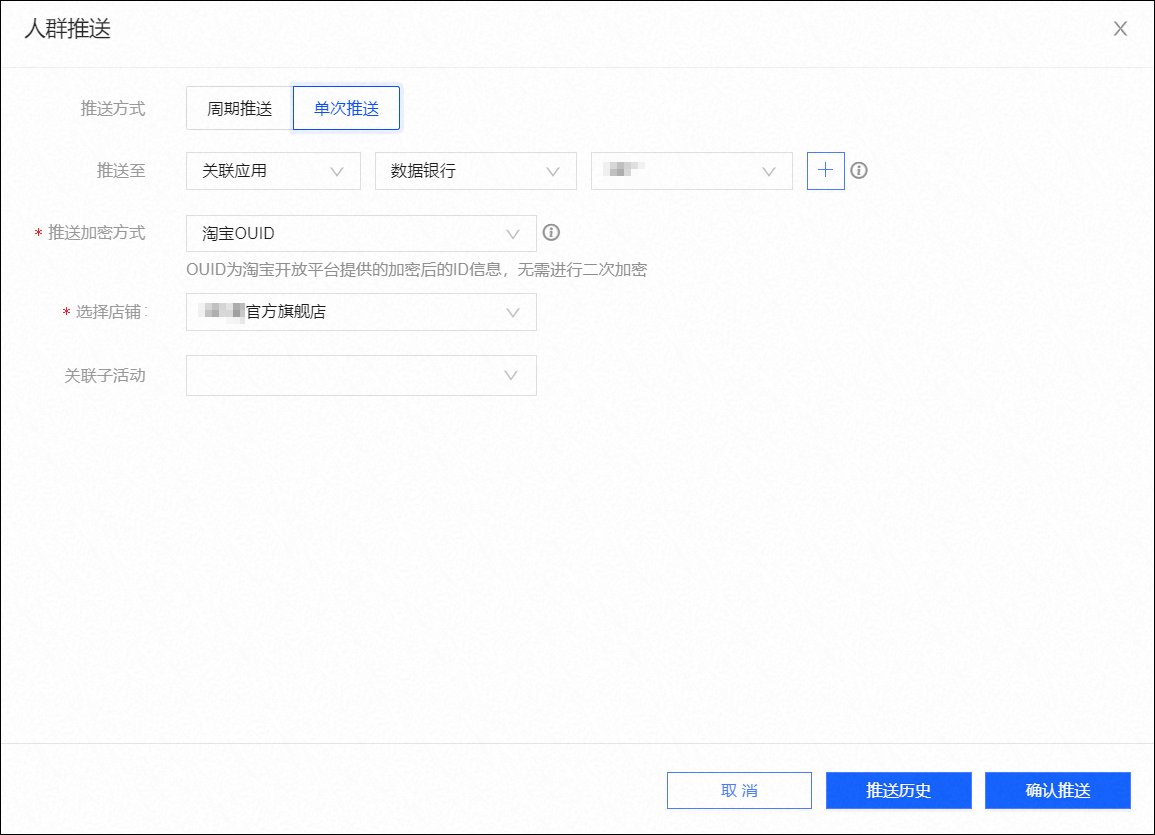 人群推送
推送方式 周期推送 单次推送
推送至 关联应用 数据银行
* 推送加密方式 淘宝OUID
OUID为淘宝开放平台提供的加密后的ID信息，无需进行二次加密
* 选择店铺: 官方旗舰店
关联子活动
取 消 推送历史 确认推送